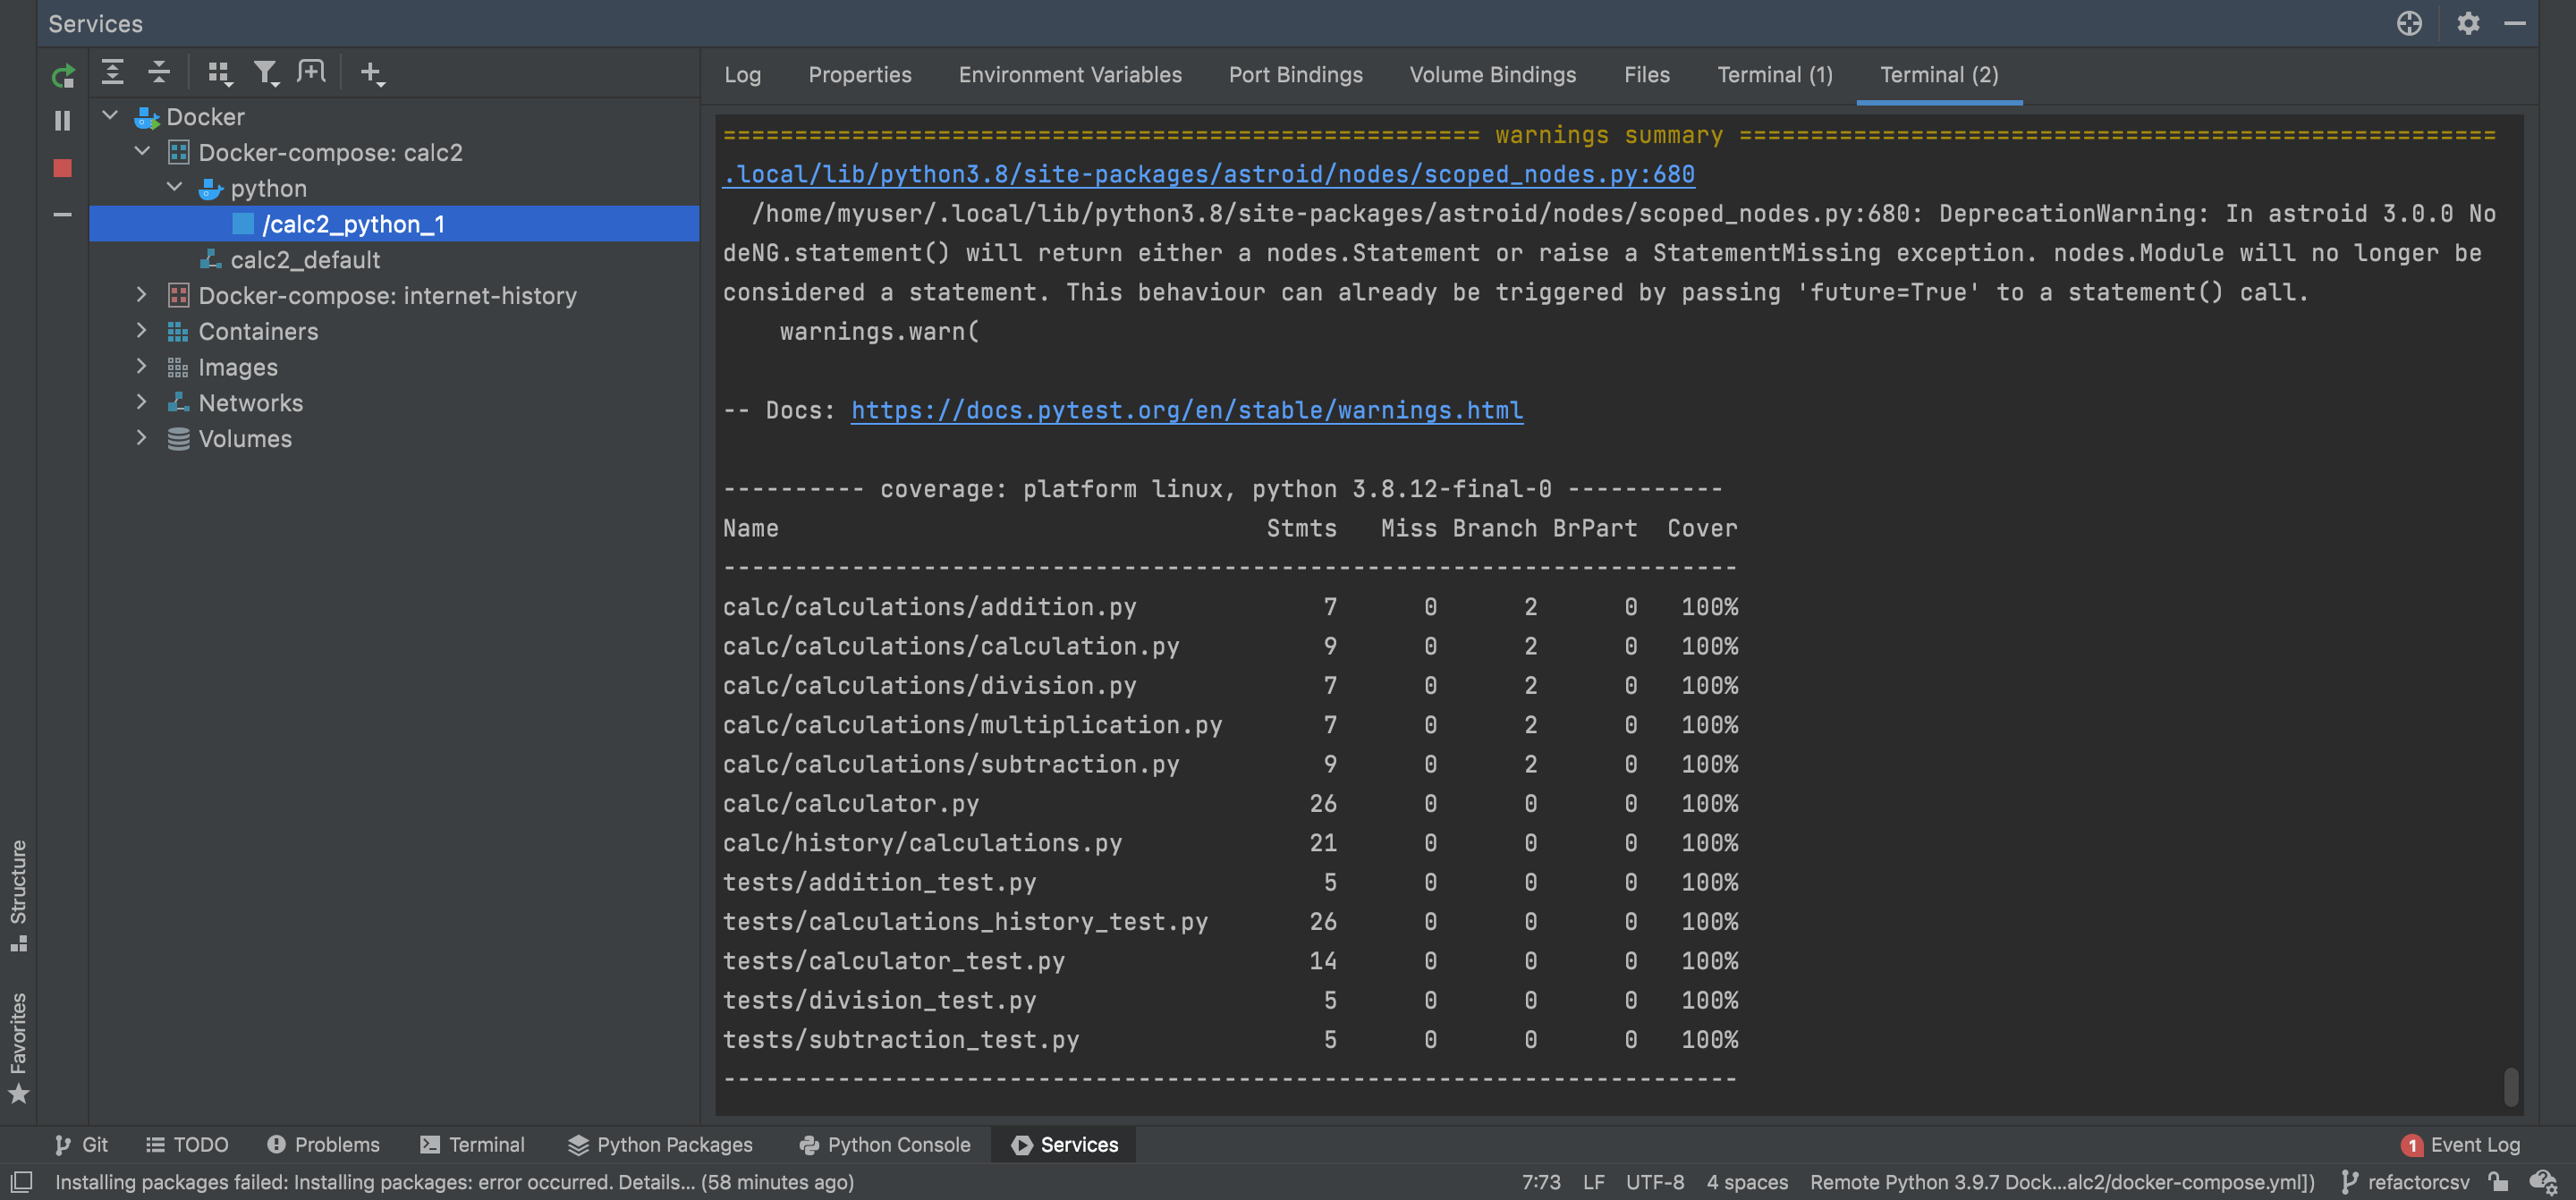 Services
Log Properties Environment Variables Port Bindings Volume Bindings Files Terminal (1) Terminal (2)
Docker
Docker-compose: calc2
python
/calc2_python_1
calc2_default
Docker-compose: internet-history
Containers
Images
Networks
Volumes
===================================================== warnings summary =====================================================
.local/lib/python3.8/site-packages/astroid/nodes/scoped_nodes.py:680
  /home/myuser/.local/lib/python3.8/site-packages/astroid/nodes/scoped_nodes.py:680: DeprecationWarning: In astroid 3.0.0 No
deNG.statement() will return either a nodes.Statement or raise a StatementMissing exception. nodes.Module will no longer be
considered a statement. This behaviour can already be triggered by passing 'future=True' to a statement() call.
    warnings.warn(
-- Docs: https://docs.pytest.org/en/stable/warnings.html
---------- coverage: platform linux, python 3.8.12-final-0 -----------
Name                                  Stmts   Miss Branch BrPart  Cover
-----------------------------------------------------------------------
calc/calculations/addition.py             7      0      2      0   100%
calc/calculations/calculation.py          9      0      2      0   100%
calc/calculations/division.py             7      0      2      0   100%
calc/calculations/multiplication.py       7      0      2      0   100%
calc/calculations/subtraction.py          9      0      2      0   100%
calc/calculator.py                       26      0      0      0   100%
calc/history/calculations.py             21      0      0      0   100%
tests/addition_test.py                    5      0      0      0   100%
tests/calculations_history_test.py       26      0      0      0   100%
tests/calculator_test.py                 14      0      0      0   100%
tests/division_test.py                    5      0      0      0   100%
tests/subtraction_test.py                 5      0      0      0   100%
-----------------------------------------------------------------------
Structure
Favorites
Git TODO Problems Terminal Python Packages Python Console Services 1 Event Log
Installing packages failed: Installing packages: error occurred. Details... (58 minutes ago) 7:73 LF UTF-8 4 spaces Remote Python 3.9.7 Dock...alc2/docker-compose.yml]) refactorcsv